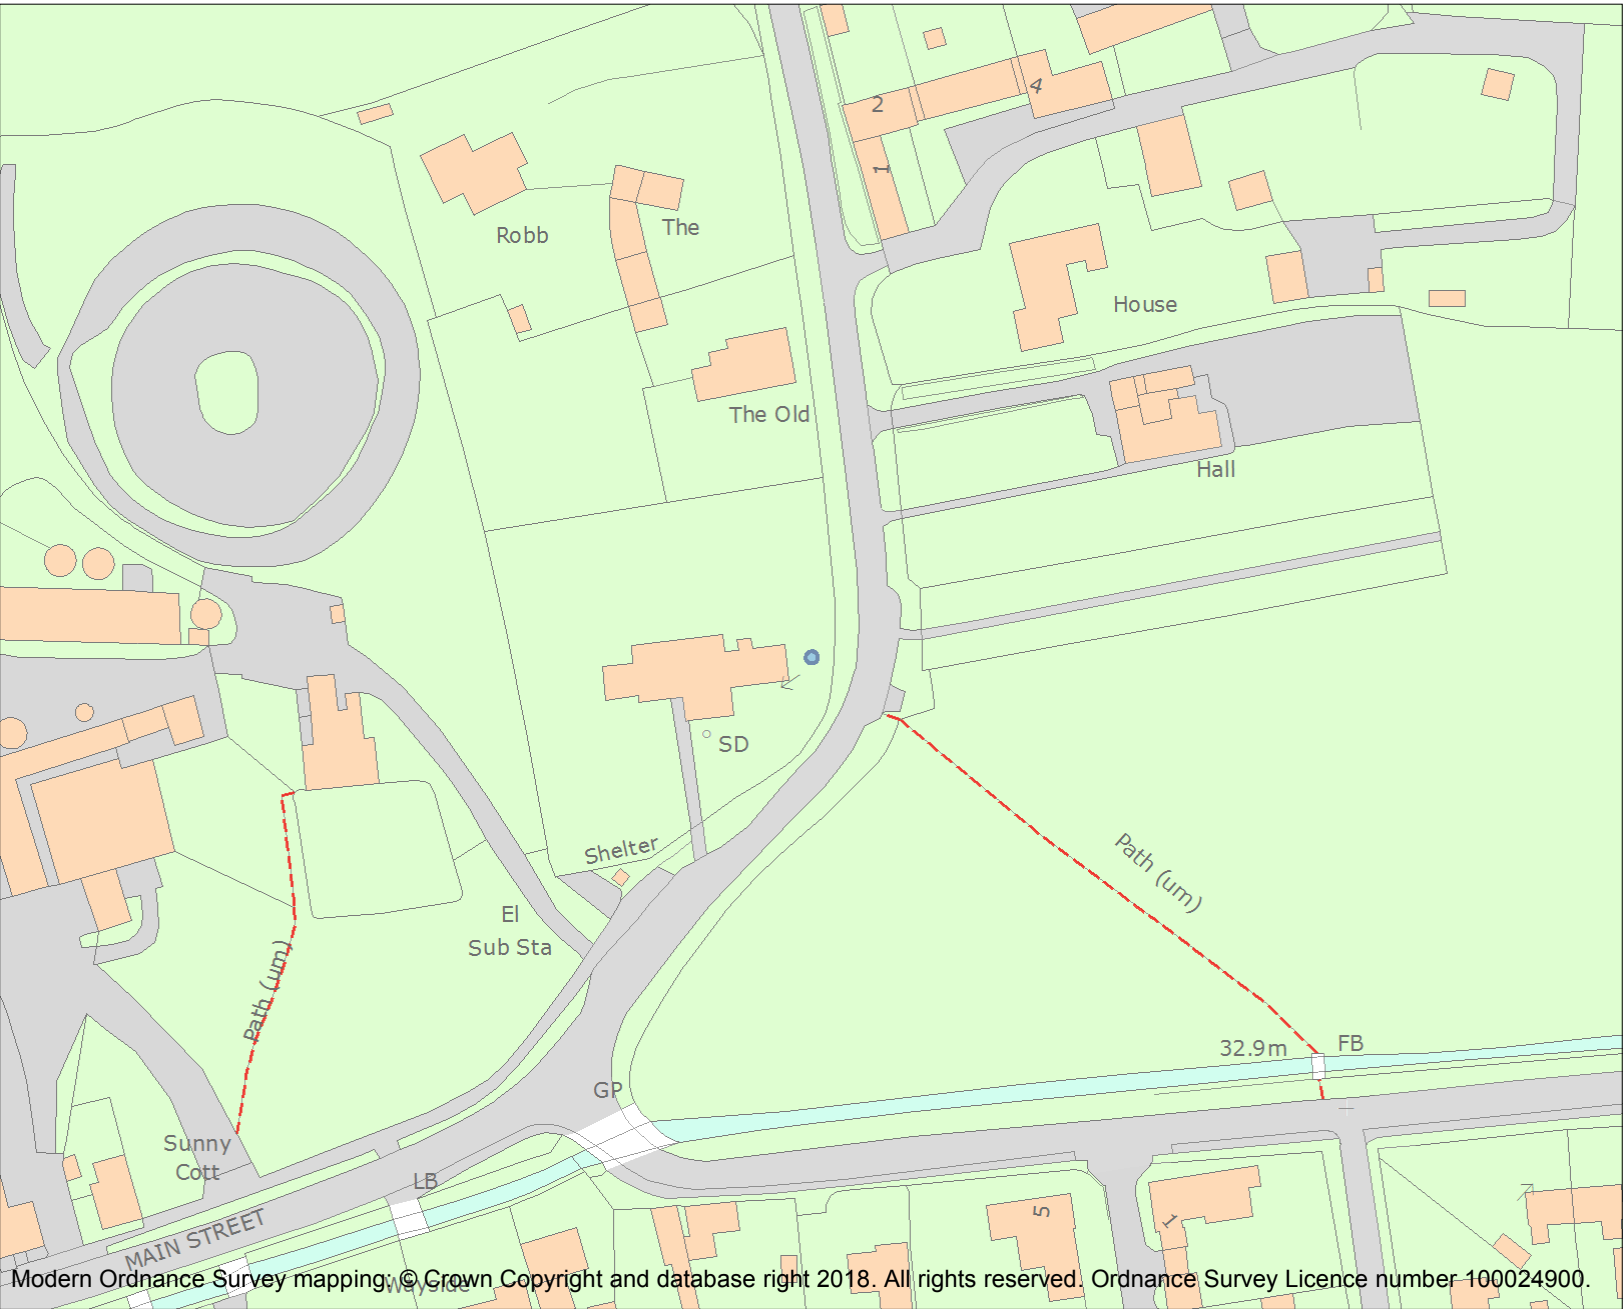 4
2
1
Robb
The
House
The Old
Hall
SD
Shelter
Path (um)
El
Sub Sta
Path (um)
32.9m
FB
GP
Sunny
Cott
LB
5
1
MAIN STREET
Wayside
Modern Ordnance Survey mapping: © Crown Copyright and database right 2018. All rights reserved. Ordnance Survey Licence number 100024900.